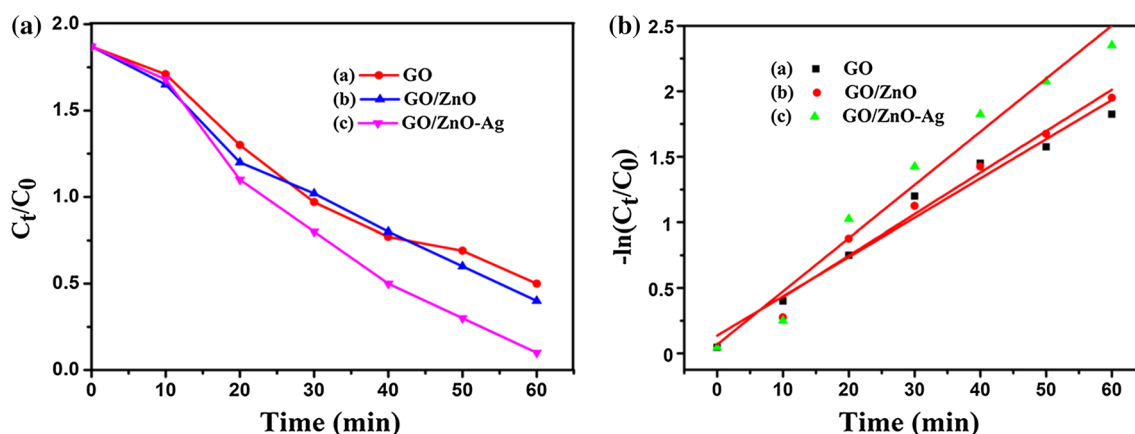 (a)
2.0
1.5
1.0
0.5
0.0
Ct/C0
0 10 20 30 40 50 60
Time (min)
(a) GO
(b) GO/ZnO
(c) GO/ZnO-Ag
(b)
2.5
2.0
1.5
1
0.5
0
-ln(Ct/C0)
0 10 20 30 40 50 60
Time (min)
(a) GO
(b) GO/ZnO
(c) GO/ZnO-Ag